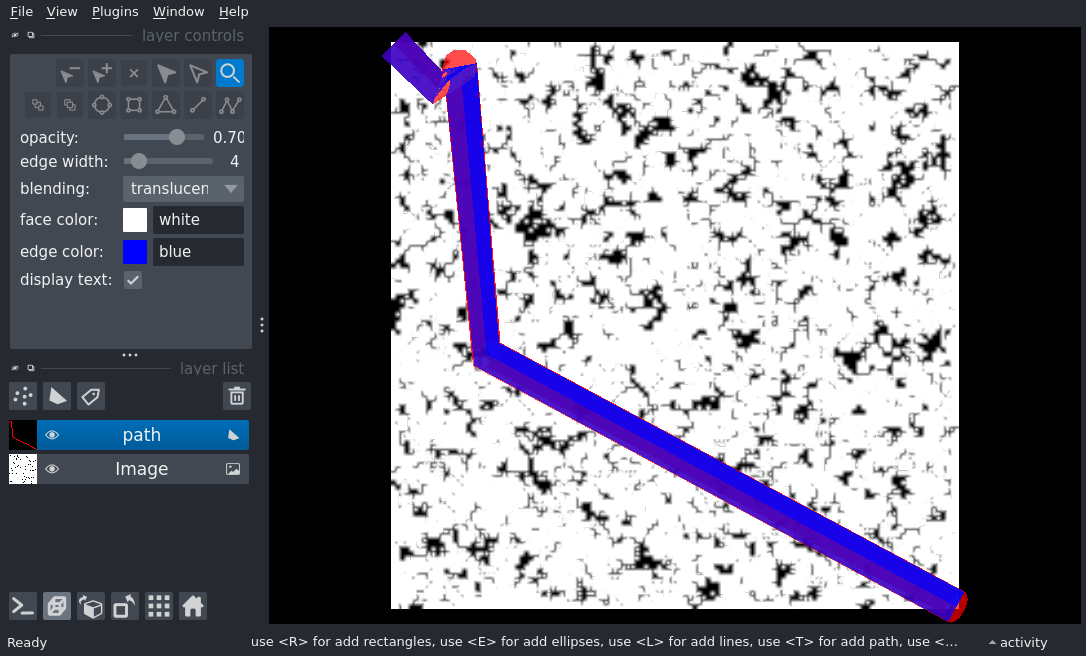 File View Plugins Window Help
layer controls
opacity: 0.70
edge width: 4
blending: translucen
face color: white
edge color: blue
display text:
layer list
path
Image
Ready use <R> for add rectangles, use <E> for add ellipses, use <L> for add lines, use <T> for add path, use <... activity